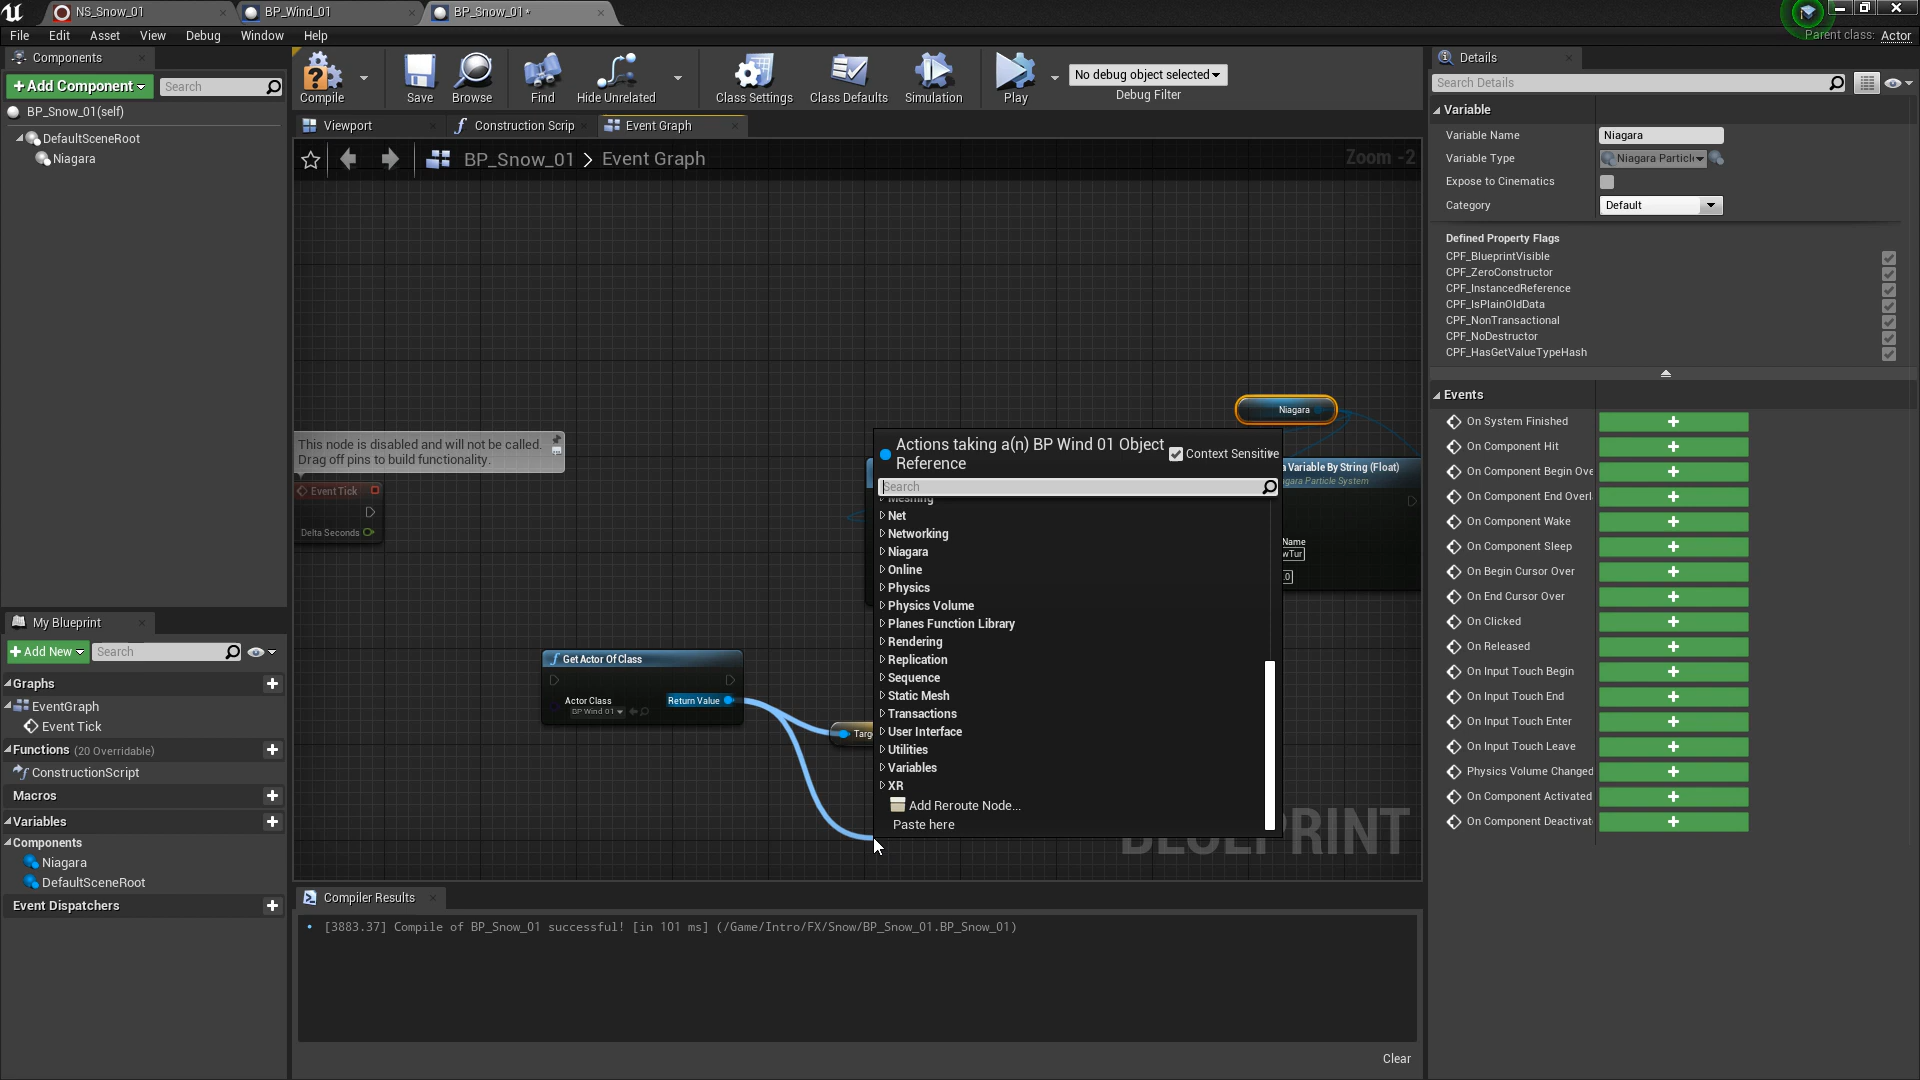 NS_Snow_01
BP_Wind_01
BP_Snow_01*
File Edit Asset View Debug Window Help
Parent class: Actor
Components
+Add Component
Search
BP_Snow_01(self)
DefaultSceneRoot
Niagara
Compile
Save
Browse
Find
Hide Unrelated
Class Settings
Class Defaults
Simulation
Play
No debug object selected
Debug Filter
Viewport
Construction Scrip
Event Graph
BP_Snow_01 > Event Graph
Zoom -2
This node is disabled and will not be called.
Drag off pins to build functionality.
Event Tick
Delta Seconds
Get Actor Of Class
Actor Class
BP Wind 01
Return Value
Targ
Niagara
a Variable By String (Float)
agara Particle System
Name
wTur
.0
Actions taking a(n) BP Wind 01 Object
Reference
Context Sensitive
Search
Meshing
Net
Networking
Niagara
Online
Physics
Physics Volume
Planes Function Library
Rendering
Replication
Sequence
Static Mesh
Transactions
User Interface
Utilities
Variables
XR
Add Reroute Node...
Paste here
BLUEPRINT
My Blueprint
+Add New
Search
Graphs
EventGraph
Event Tick
Functions (20 Overridable)
ConstructionScript
Macros
Variables
Components
Niagara
DefaultSceneRoot
Event Dispatchers
Compiler Results
• [3883.37] Compile of BP_Snow_01 successful! [in 101 ms] (/Game/Intro/FX/Snow/BP_Snow_01.BP_Snow_01)
Clear
Details
Search Details
Variable
Variable Name
Niagara
Variable Type
Niagara Particle
Expose to Cinematics
Category
Default
Defined Property Flags
CPF_BlueprintVisible
CPF_ZeroConstructor
CPF_InstancedReference
CPF_IsPlainOldData
CPF_NonTransactional
CPF_NoDestructor
CPF_HasGetValueTypeHash
Events
On System Finished
On Component Hit
On Component Begin Ove
On Component End Overl
On Component Wake
On Component Sleep
On Begin Cursor Over
On End Cursor Over
On Clicked
On Released
On Input Touch Begin
On Input Touch End
On Input Touch Enter
On Input Touch Leave
Physics Volume Changed
On Component Activated
On Component Deactivat